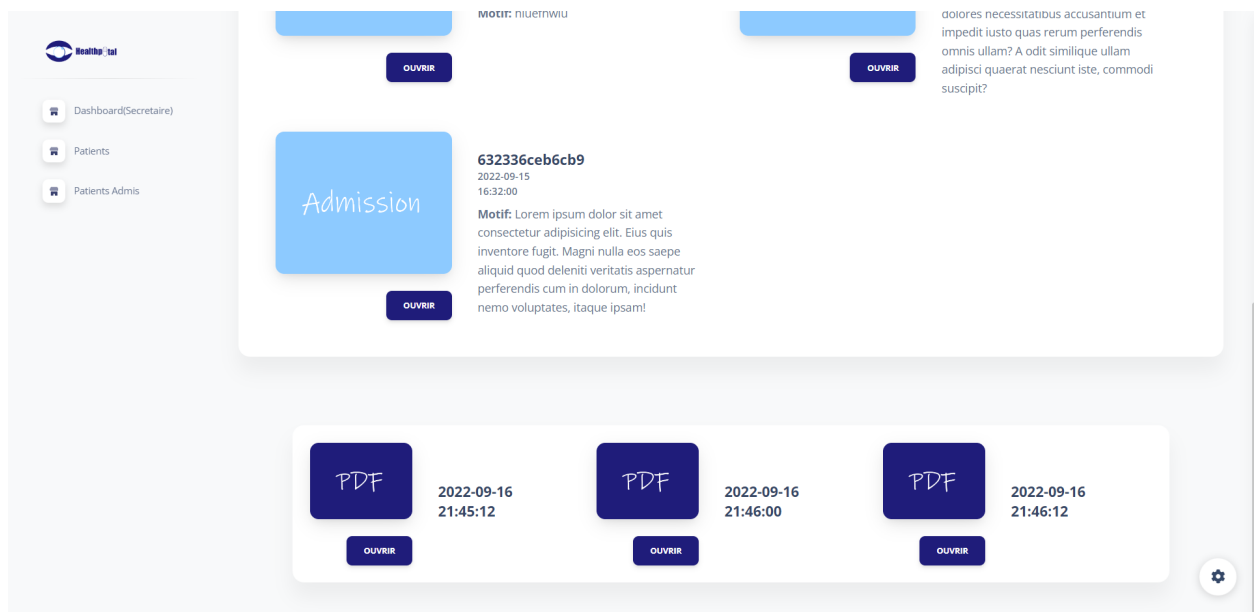 Healthpital
Dashboard(Secretaire)
Patients
Patients Admis
Motif:
OUVRIR
dolores necessitatibus accusantium et
impedit iusto quas rerum perferendis
omnis ullam? A odit similique ullam
adipisci quaerat nesciunt iste, commodi
suscipit?
OUVRIR
Admission
632336ceb6cb9
2022-09-15
16:32:00
Motif: Lorem ipsum dolor sit amet
consectetur adipisicing elit. Eius quis
inventore fugit. Magni nulla eos saepe
aliquid quod deleniti veritatis aspernatur
perferendis cum in dolorum, incidunt
nemo voluptates, itaque ipsam!
OUVRIR
PDF
2022-09-16
21:45:12
OUVRIR
PDF
2022-09-16
21:46:00
OUVRIR
PDF
2022-09-16
21:46:12
OUVRIR